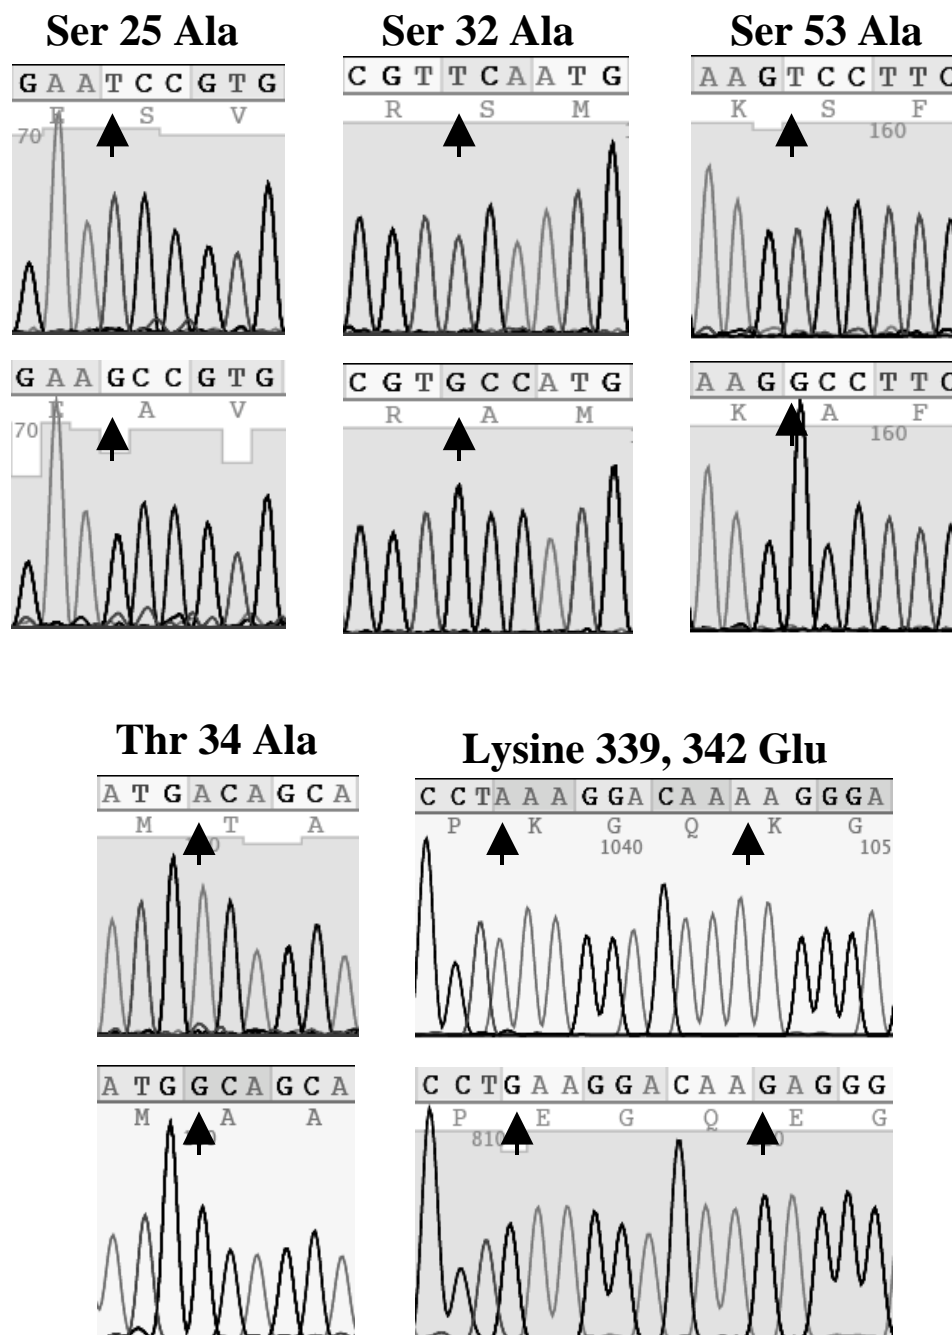 Ser 25 Ala
GAATCCGTG
E S V
70
GAAGCCGTG
E A V
70
Ser 32 Ala
CGTTCAATG
R S M
CGTGCCATG
R A M
Ser 53 Ala
AAGTCCTTC
K S F
160
AAGGCCTTC
K A F
160
Thr 34 Ala
ATGACAGCA
M T A
ATGGCAGCA
M A A
Lysine 339, 342 Glu
CCTAAAGGACAAAAGGGA
P K G Q K G
1040 105
CCTGAAGGACAAGAGGG
P E G Q E G
810